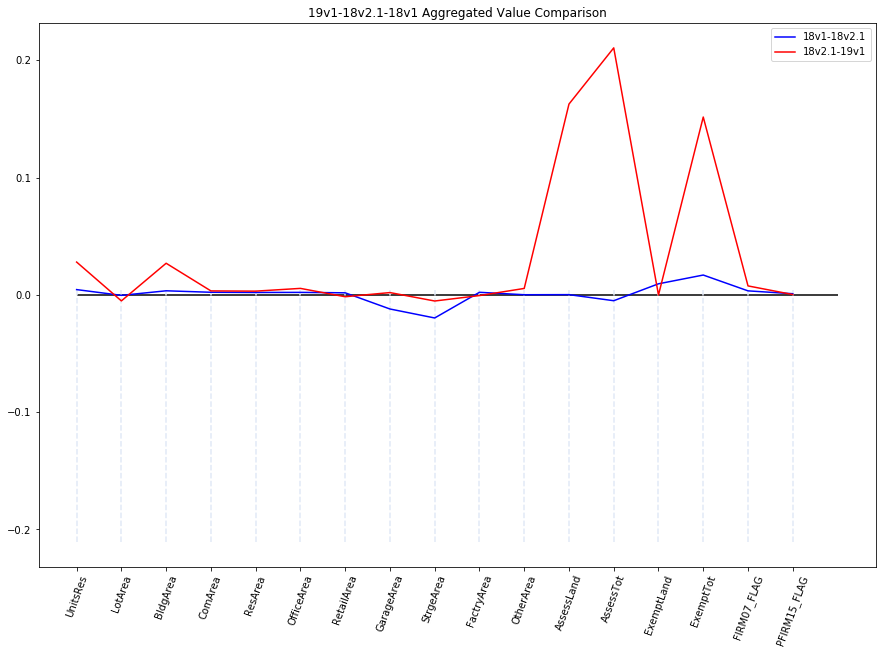 19v1-18v2.1-18v1 Aggregated Value Comparison
18v1-18v2.1
18v2.1-19v1
0.2
0.1
0.0
−0.1
−0.2
UnitsRes
LotArea
BldgArea
ComArea
ResArea
OfficeArea
RetailArea
GarageArea
StrgeArea
FactryArea
OtherArea
AssessLand
AssessTot
ExemptLand
ExemptTot
FIRM07_FLAG
PFIRM15_FLAG